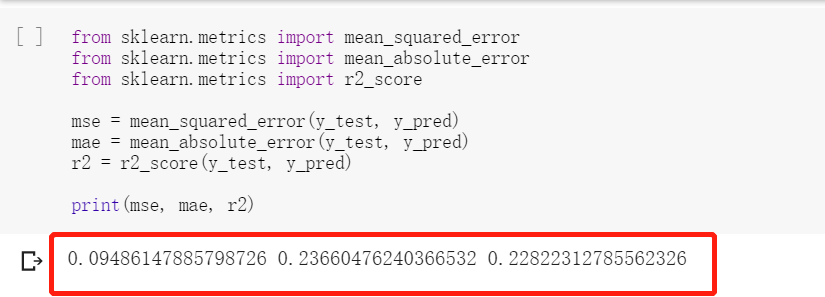 [ ] from sklearn.metrics import mean_squared_error
from sklearn.metrics import mean_absolute_error
from sklearn.metrics import r2_score
mse = mean_squared_error(y_test, y_pred)
mae = mean_absolute_error(y_test, y_pred)
r2 = r2_score(y_test, y_pred)
print(mse, mae, r2)
0.09486147885798726 0.23660476240366532 0.22822312785562326